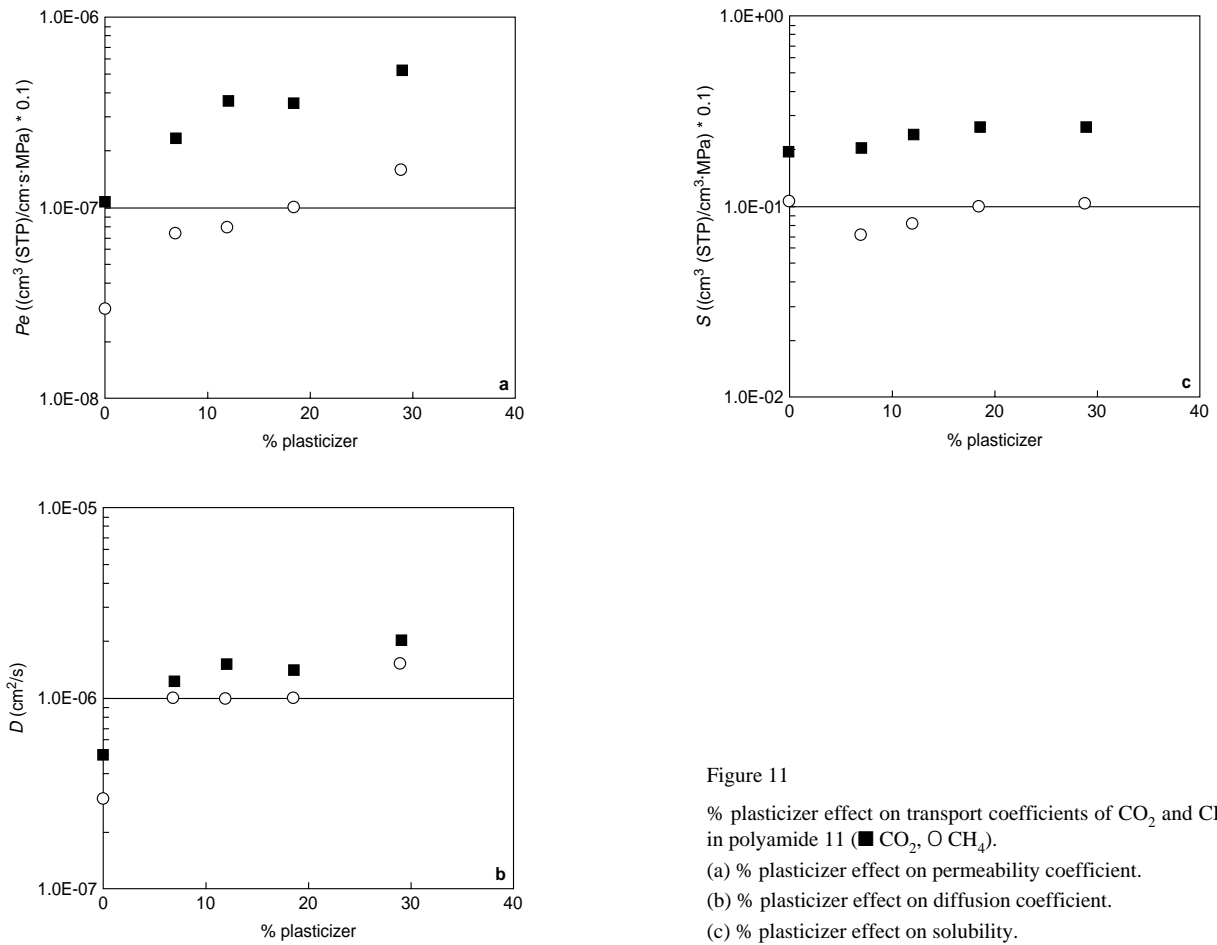 1.0E-06
1.0E-07
1.0E-08
Pe ((cm³ (STP)/cm·s·MPa) * 0.1)
a
0 10 20 30 40
% plasticizer
1.0E+00
1.0E-01
1.0E-02
S ((cm³ (STP)/cm³·MPa) * 0.1)
c
0 10 20 30 40
% plasticizer
1.0E-05
1.0E-06
1.0E-07
D (cm²/s)
b
0 10 20 30 40
% plasticizer
Figure 11
% plasticizer effect on transport coefficients of CO₂ and
in polyamide 11 (■ CO₂, ○ CH₄).
(a) % plasticizer effect on permeability coefficient.
(b) % plasticizer effect on diffusion coefficient.
(c) % plasticizer effect on solubility.